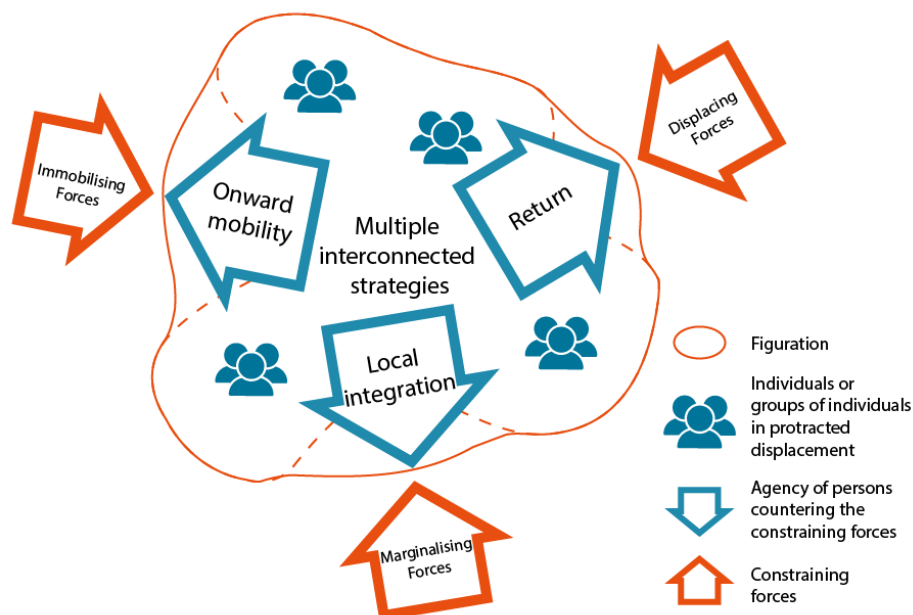 Displacing
Forces
Immobilising
Forces
Onward
mobility
Return
Multiple
interconnected
strategies
Local
integration
Marginalising
Forces
Figuration
Individuals or
groups of individuals
in protracted
displacement
Agency of persons
countering the
constraining forces
Constraining
forces